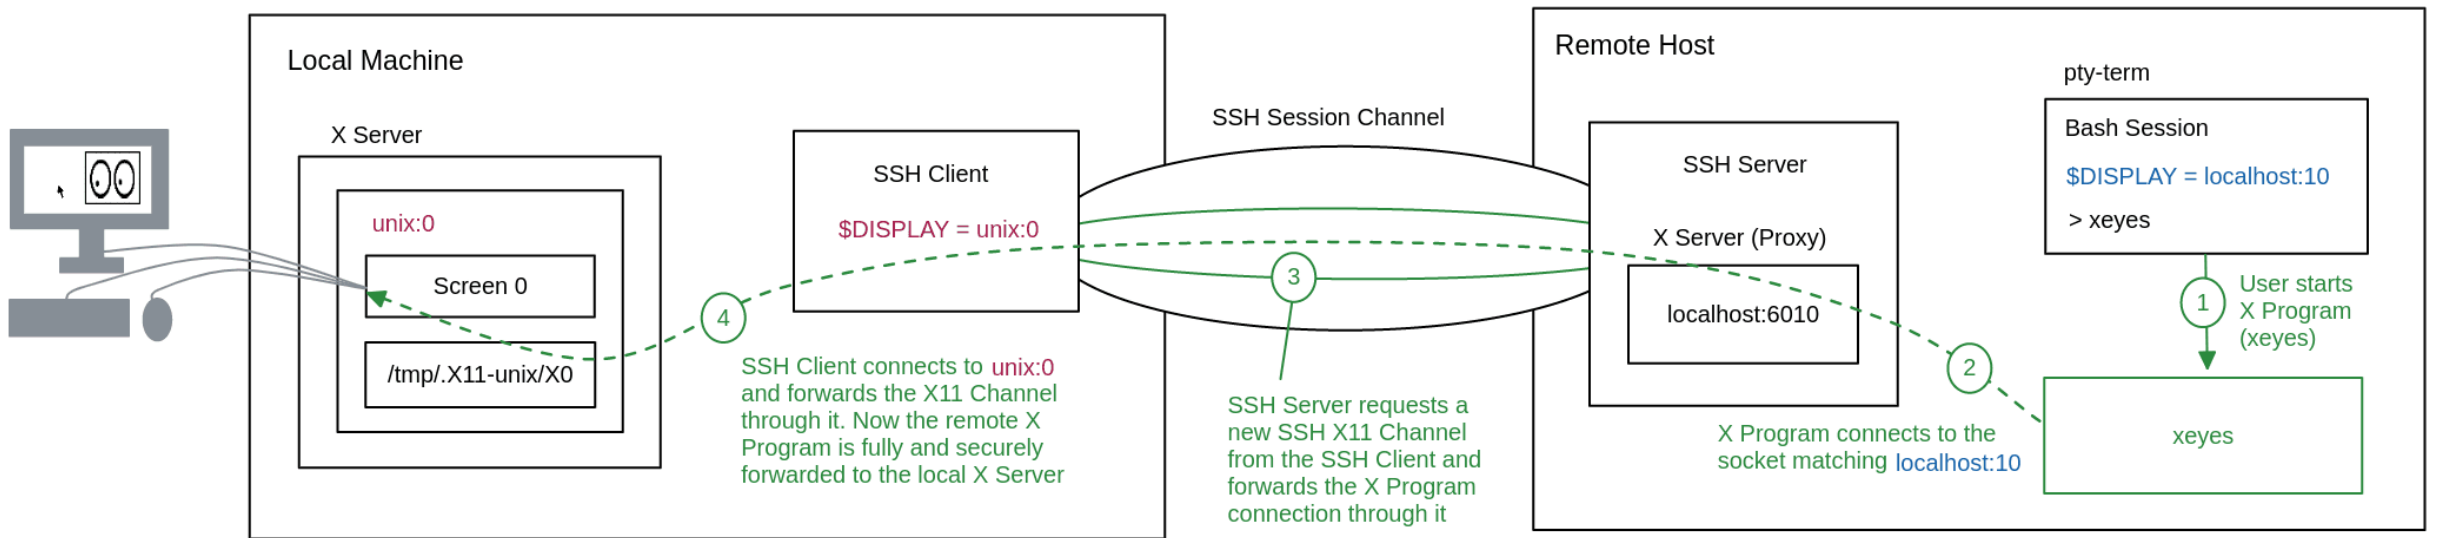 Local Machine
X Server
unix:0
Screen 0
/tmp/.X11-unix/X0
SSH Client
$DISPLAY = unix:0
4
SSH Client connects to unix:0
and forwards the X11 Channel
through it. Now the remote X
Program is fully and securely
forwarded to the local X Server
SSH Session Channel
3
SSH Server requests a
new SSH X11 Channel
from the SSH Client and
forwards the X Program
connection through it
Remote Host
SSH Server
X Server (Proxy)
localhost:6010
2
X Program connects to the
socket matching localhost:10
pty-term
Bash Session
$DISPLAY = localhost:10
> xeyes
1
User starts
X Program
(xeyes)
xeyes